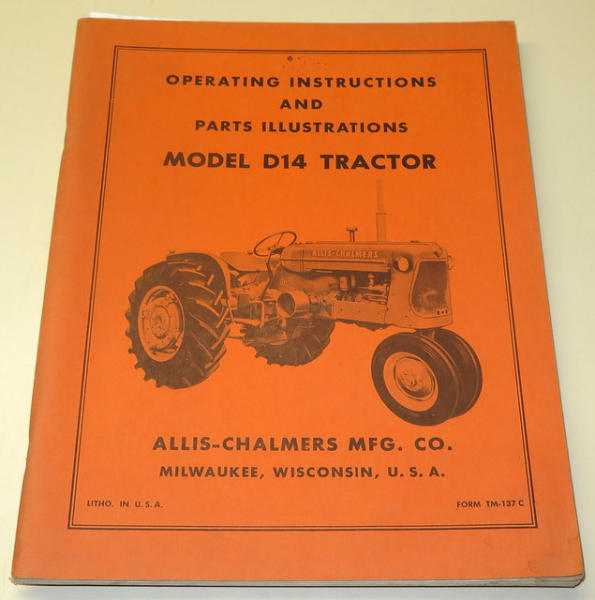 OPERATING INSTRUCTIONS
AND
PARTS ILLUSTRATIONS
MODEL D14 TRACTOR
ALLIS-CHALMERS
ALLIS-CHALMERS MFG. CO.
MILWAUKEE, WISCONSIN, U. S. A.
LITHO. IN U. S. A.
FORM TM-137 C